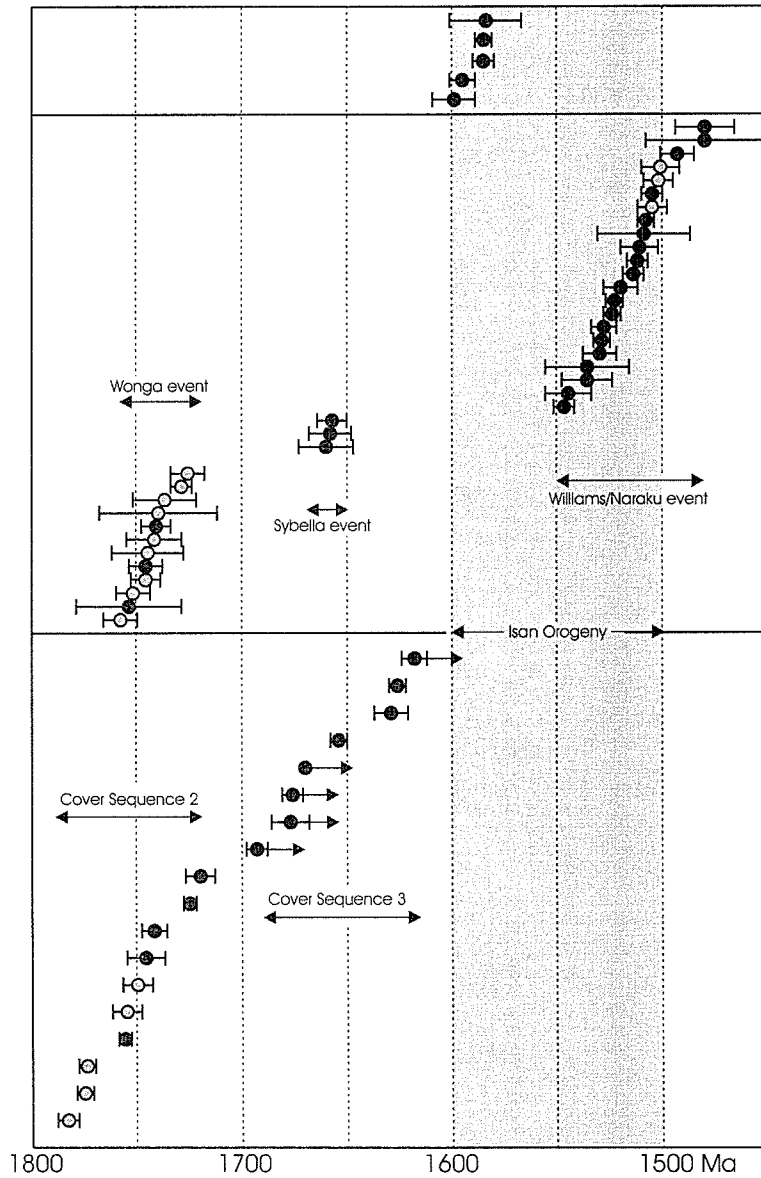 Wonga event
Sybella event
Williams/Naraku event
Isan Orogeny
Cover Sequence 2
Cover Sequence 3
1800 1700 1600 1500 Ma